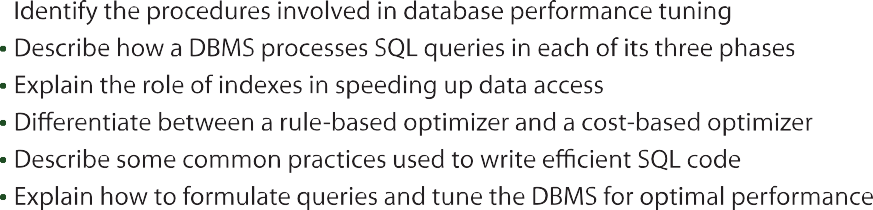 Identify the procedures involved in database performance tuning
• Describe how a DBMS processes SQL queries in each of its three phases
• Explain the role of indexes in speeding up data access
• Differentiate between a rule-based optimizer and a cost-based optimizer
• Describe some common practices used to write efficient SQL code
• Explain how to formulate queries and tune the DBMS for optimal performance